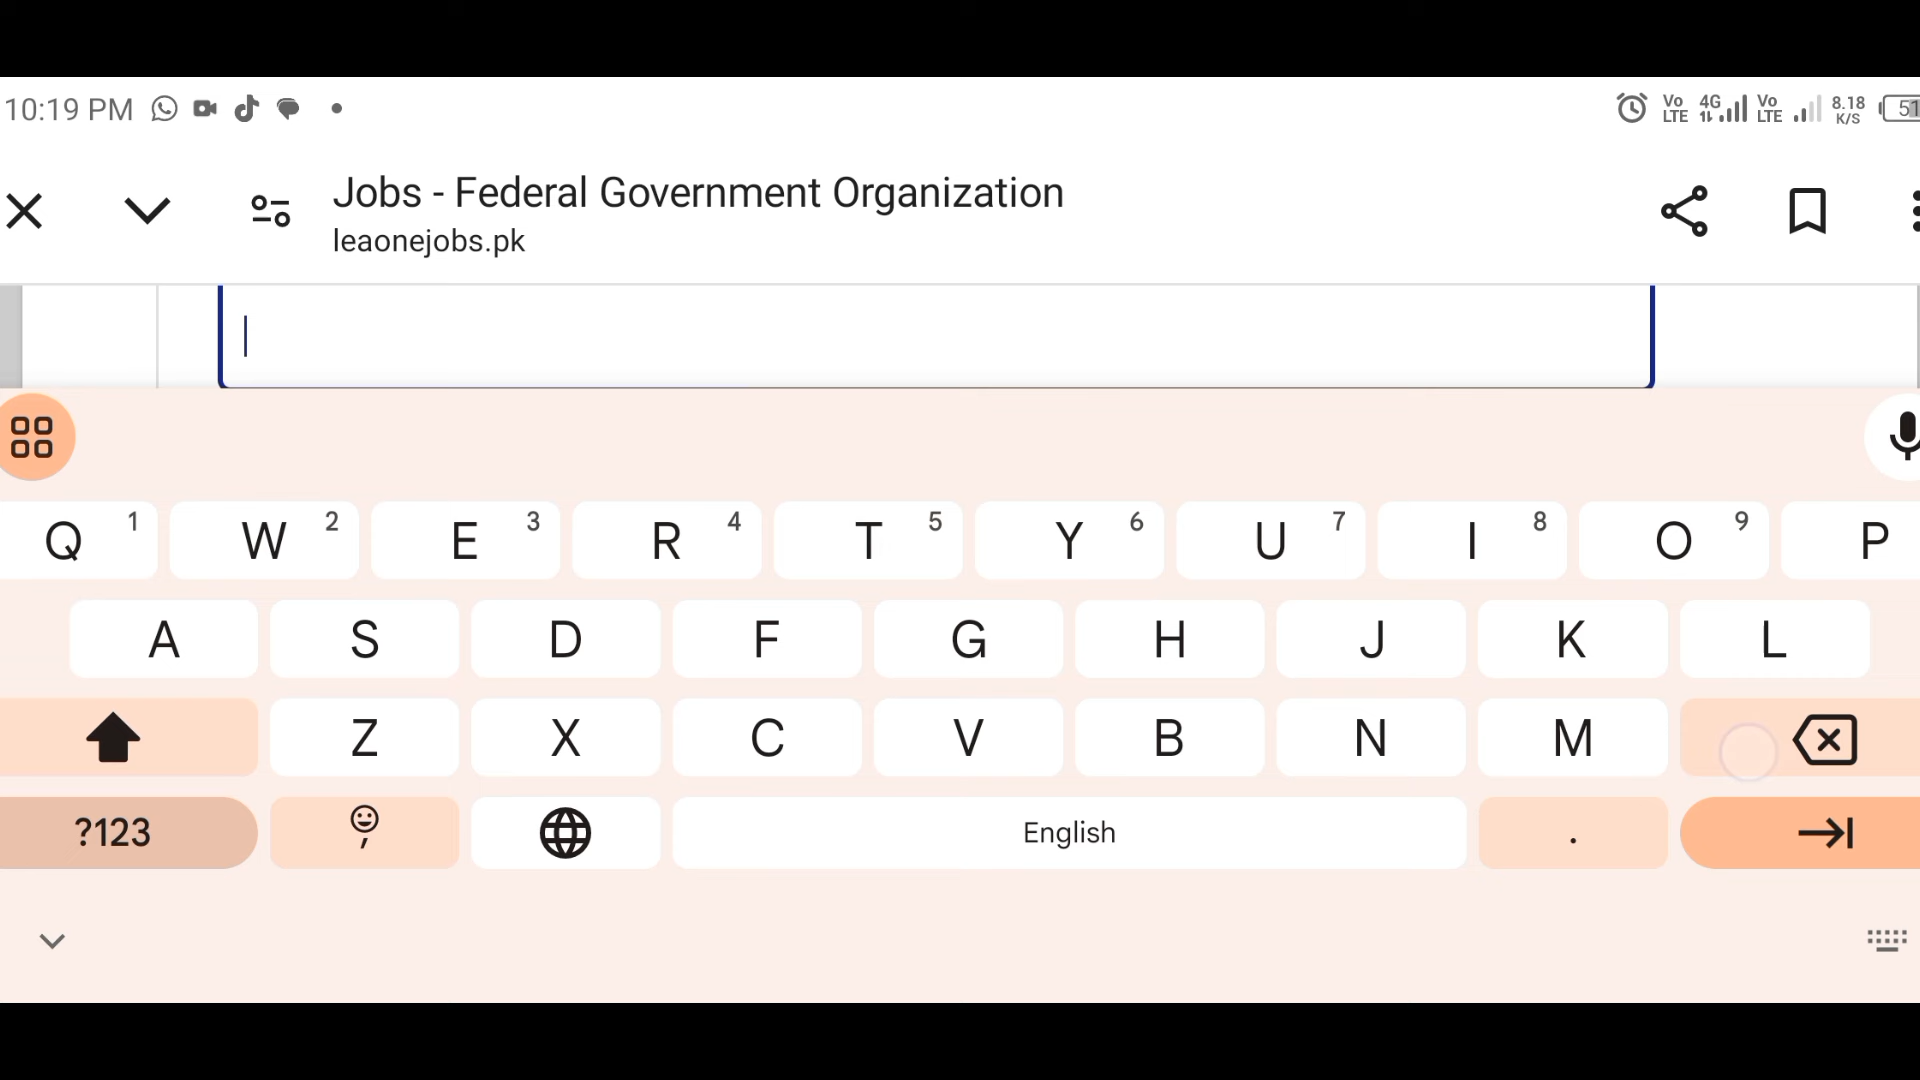 10:19 PM
Vo LTE 4G Vo LTE 8.18 K/S 51
Jobs - Federal Government Organization
leaonejobs.pk
Q 1 W 2 E 3 R 4 T 5 Y 6 U 7 I 8 O 9 P
A S D F G H J K L
Z X C V B N M
?123 , English .